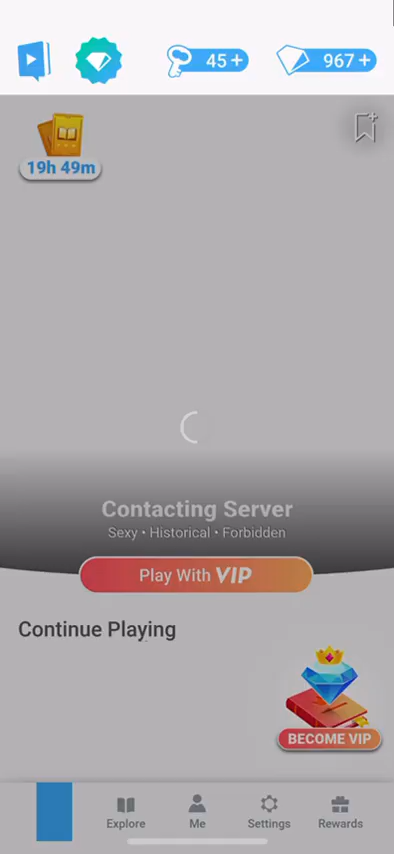 45 +
967 +
19h 49m
Contacting Server
Sexy • Historical • Forbidden
Play With VIP
Continue Playing
BECOME VIP
Explore
Me
Settings
Rewards